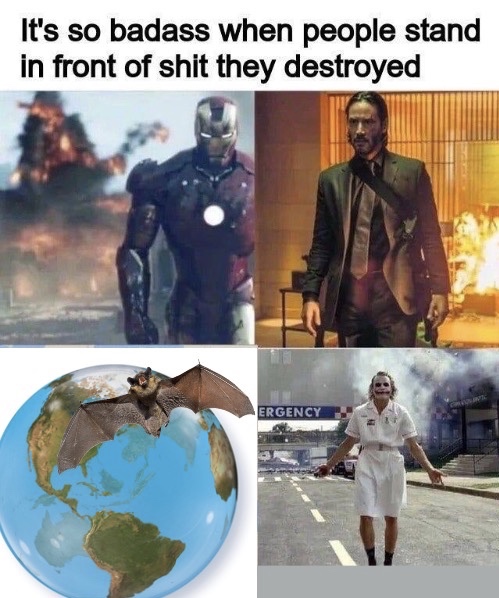 It's so badass when people stand
in front of shit they destroyed
ERGENCY